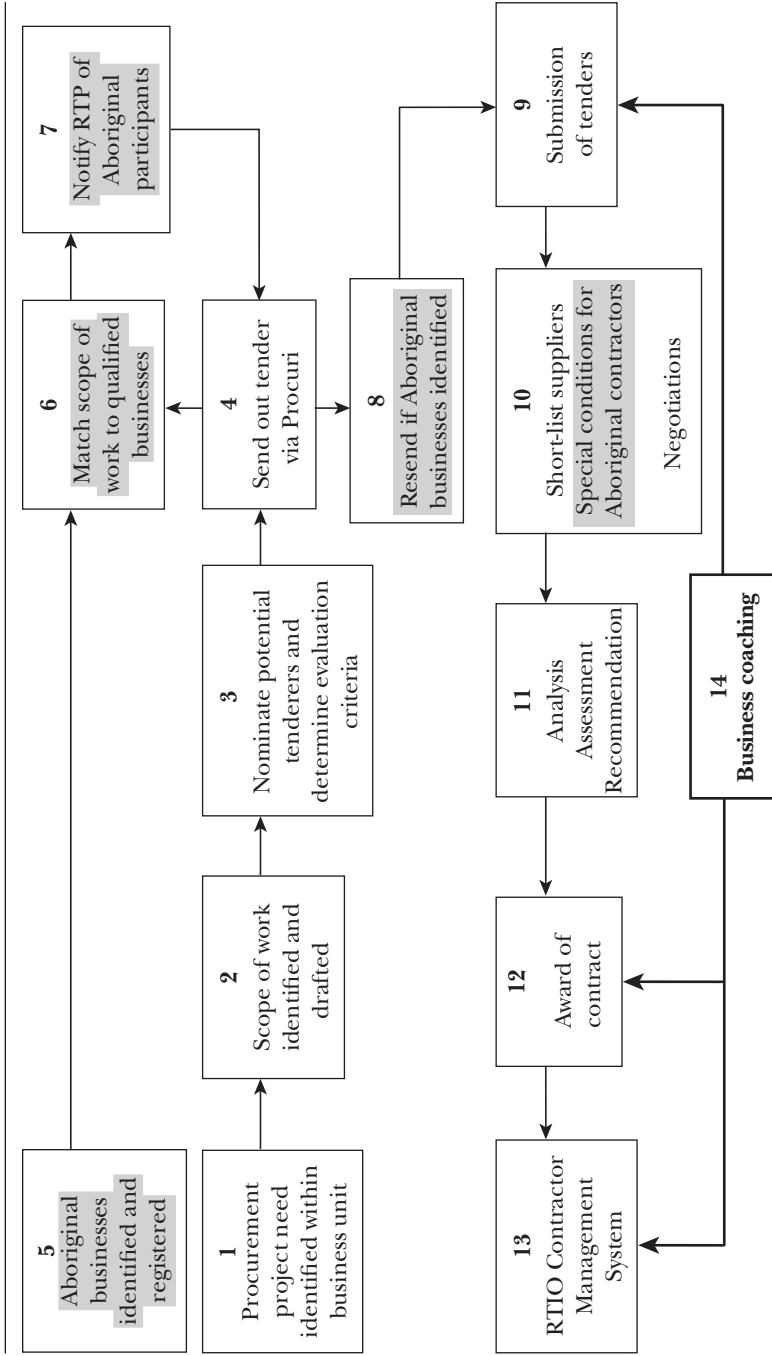 5
Aboriginal
businesses
identified and
registered
6
Match scope of
work to qualified
businesses
7
Notify RTP of
Aboriginal
participants
1
Procurement
project need
identified within
business unit
2
Scope of work
identified and
drafted
3
Nominate potential
tenderers and
determine evaluation
criteria
4
Send out tender
via Procuri
8
Resend if Aboriginal
businesses identified
13
RTIO Contractor
Management
System
12
Award of
contract
11
Analysis
Assessment
Recommendation
10
Short-list suppliers
Special conditions for
Aboriginal contractors
Negotiations
9
Submission
of tenders
14
Business coaching